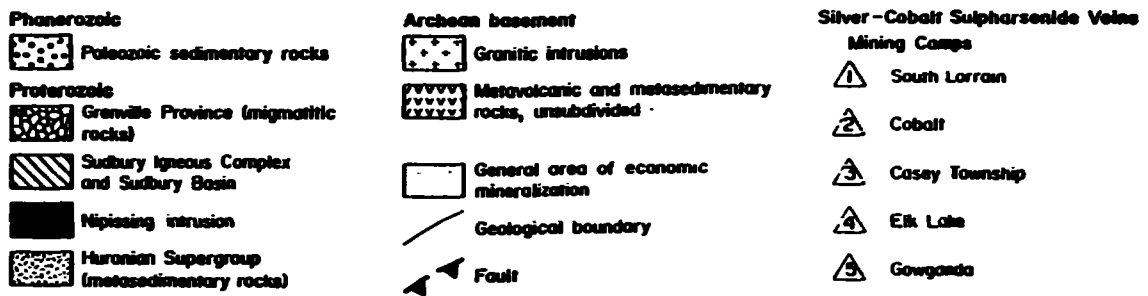 Phanerozoic
Paleozoic sedimentary rocks
Proterozoic
Grenville Province (migmatitic
rocks)
Sudbury Igneous Complex
and Sudbury Basin
Nipissing intrusion
Huronian Supergroup
(metasedimentary rocks)
Archean basement
Granitic intrusions
Metavolcanic and metasedimentary
rocks, unsubdivided
General area of economic
mineralization
Geological boundary
Fault
Silver-Cobalt Sulpharsenide Veins
Mining Camps
1 South Lorrain
2 Cobalt
3 Casey Township
4 Elk Lake
5 Gowganda